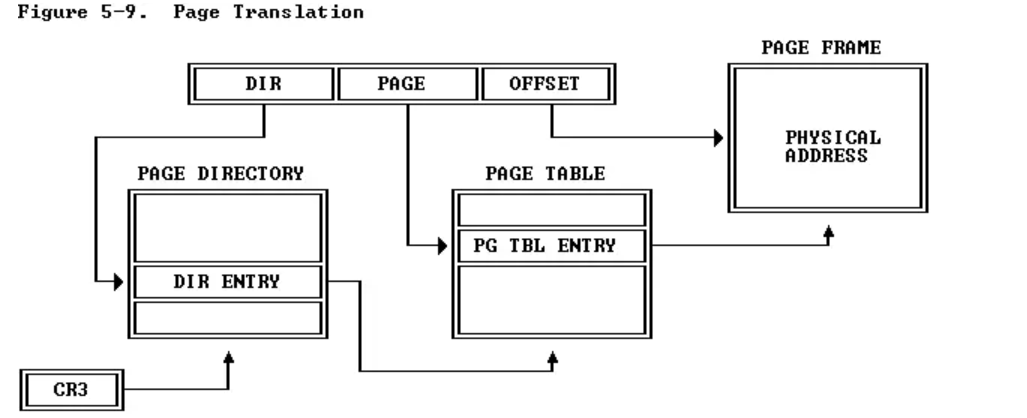 Figure 5-9.  Page Translation
PAGE FRAME
DIR
PAGE
OFFSET
PHYSICAL
ADDRESS
PAGE DIRECTORY
PAGE TABLE
PG TBL ENTRY
DIR ENTRY
CR3